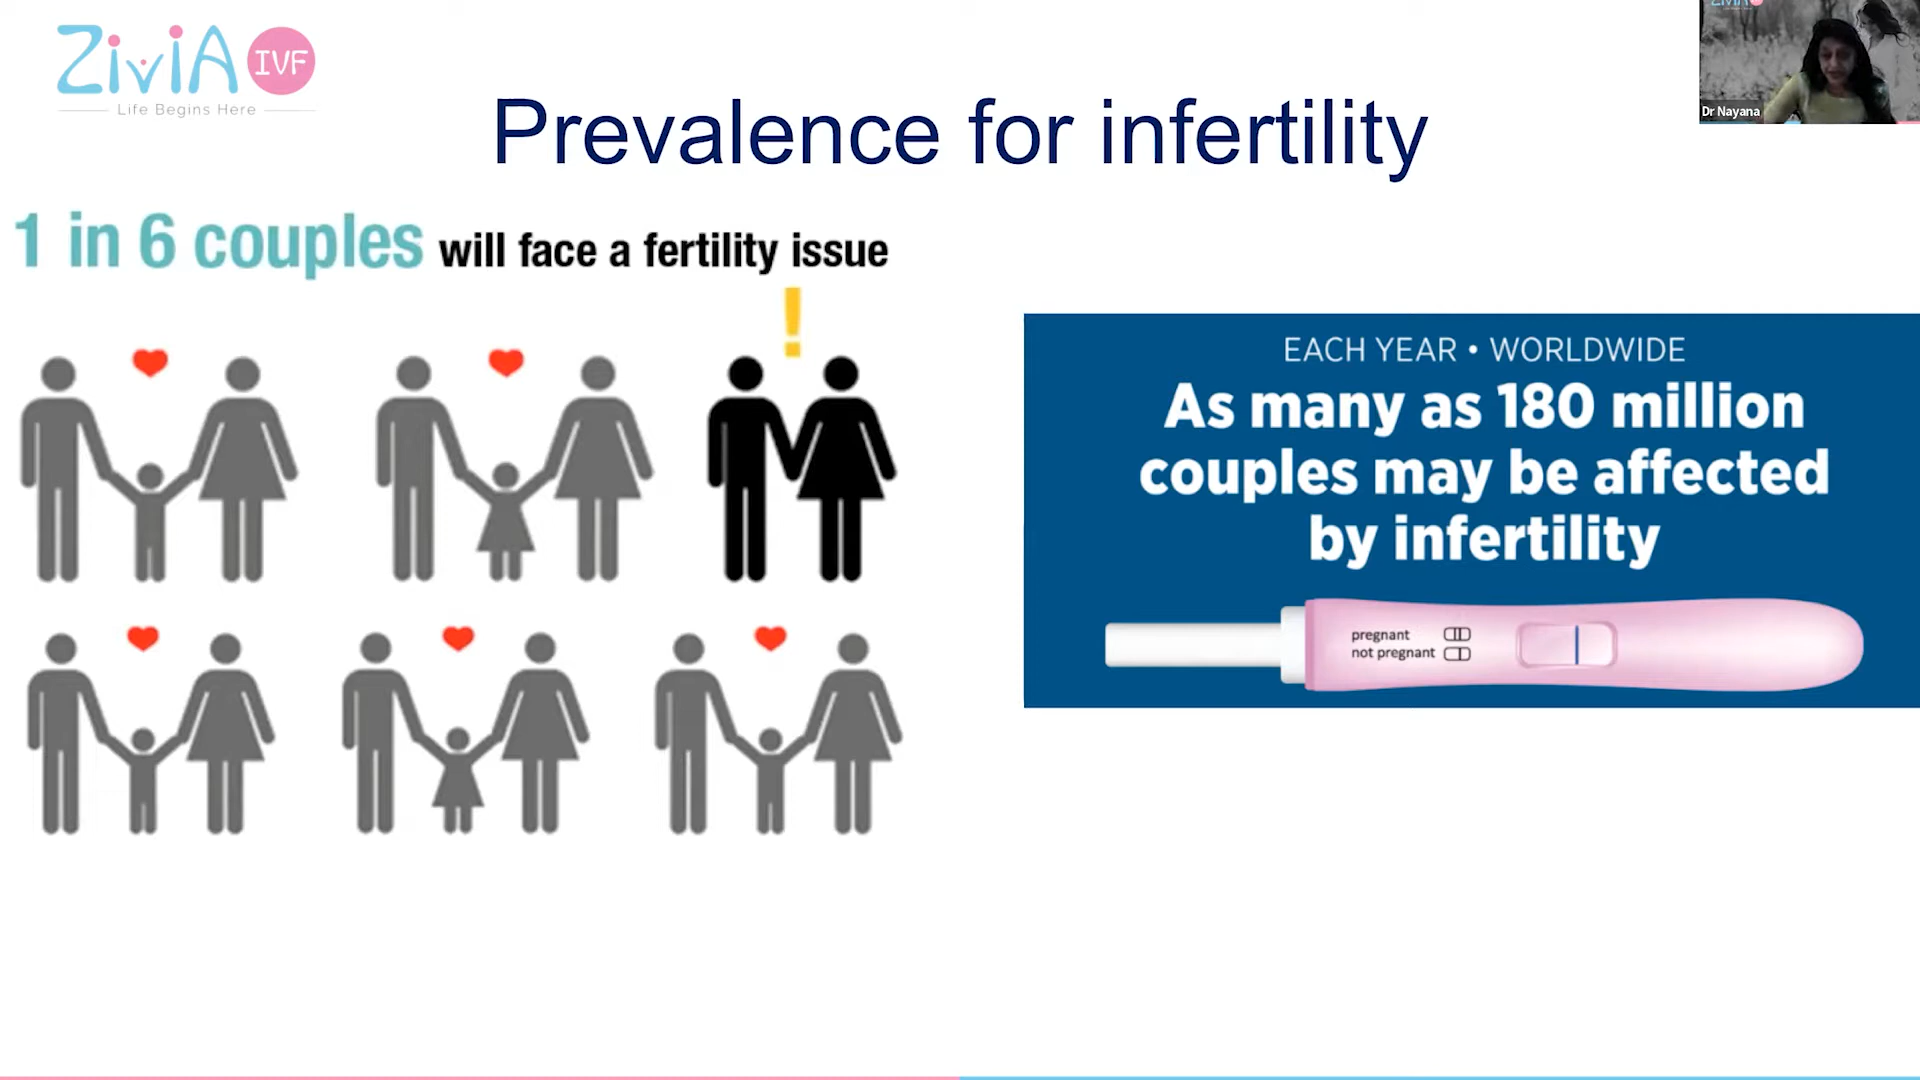 ZiviA IVF
Life Begins Here
ZiviA
Dr Nayana
Prevalence for infertility
1 in 6 couples will face a fertility issue
!
EACH YEAR • WORLDWIDE
As many as 180 million
couples may be affected
by infertility
pregnant
not pregnant